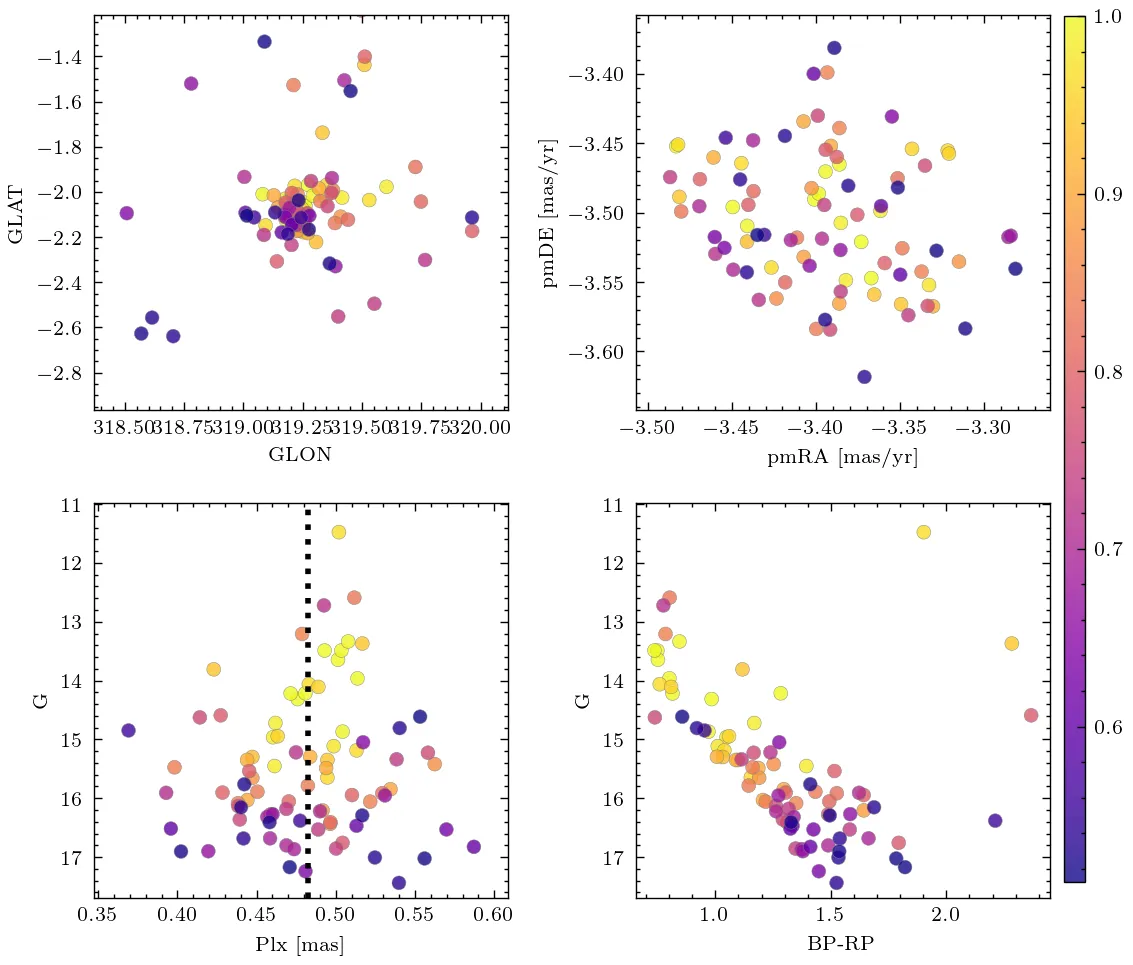 −1.4
−1.6
−1.8
−2.0
−2.2
−2.4
−2.6
−2.8
GLAT
318.50 318.75 319.00 319.25 319.50 319.75 320.00
GLON
−3.40
−3.45
−3.50
−3.55
−3.60
pmDE [mas/yr]
−3.50 −3.45 −3.40 −3.35 −3.30
pmRA [mas/yr]
1.0
0.9
0.8
0.7
0.6
11
12
13
14
15
16
17
G
0.35 0.40 0.45 0.50 0.55 0.60
Plx [mas]
11
12
13
14
15
16
17
G
1.0 1.5 2.0
BP-RP